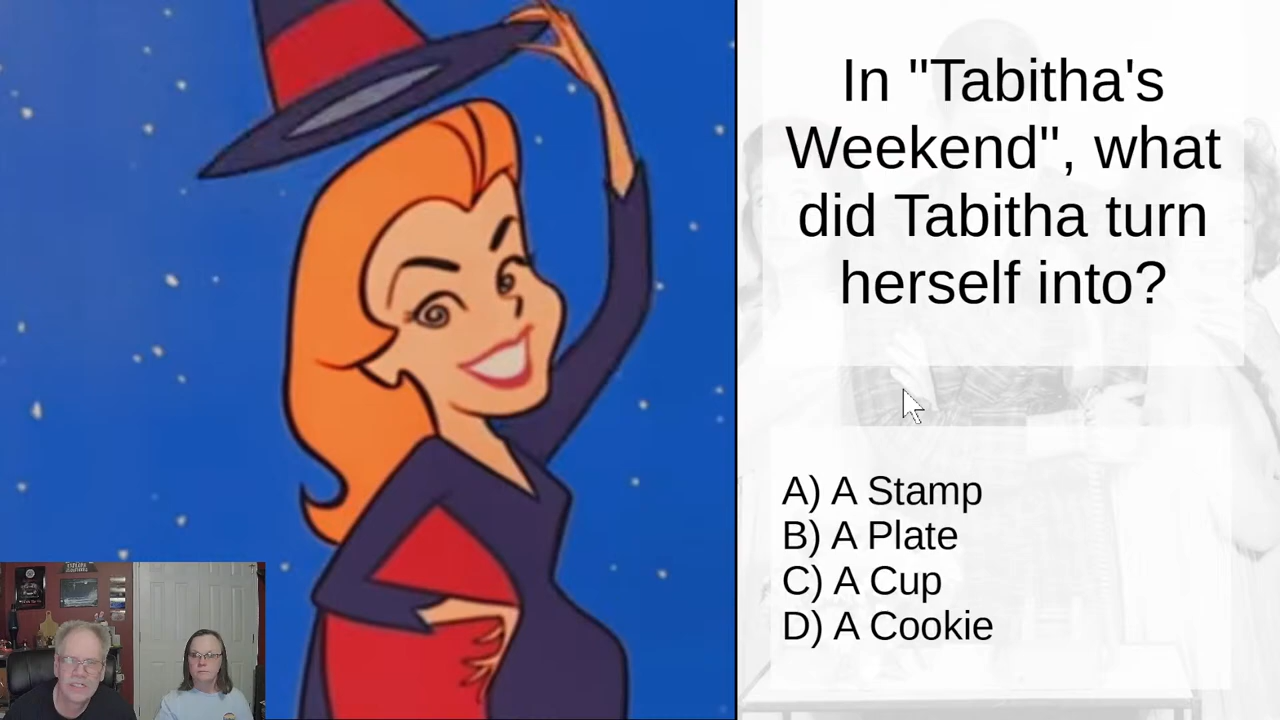 In "Tabitha's
Weekend", what
did Tabitha turn
herself into?
A) A Stamp
B) A Plate
C) A Cup
D) A Cookie